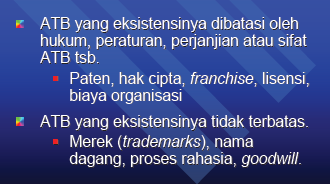 ATB yang eksistensinya dibatasi oleh
hukum, peraturan, perjanjian atau sifat
ATB tsb.
Paten, hak cipta, franchise, lisensi,
biaya organisasi
ATB yang eksistensinya tidak terbatas.
Merek (trademarks), nama
dagang, proses rahasia, goodwill.